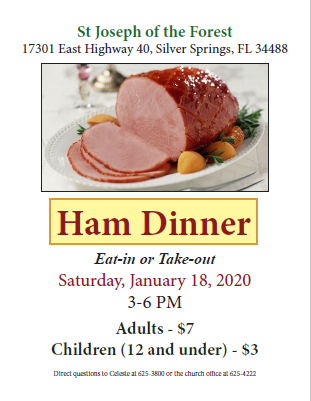 St Joseph of the Forest
17301 East Highway 40, Silver Springs, FL 34488
Ham Dinner
Eat-in or Take-out
Saturday, January 18, 2020
3-6 PM
Adults - $7
Children (12 and under) - $3
Direct questions to Celeste at 625-3800 or the church office at 625-4222